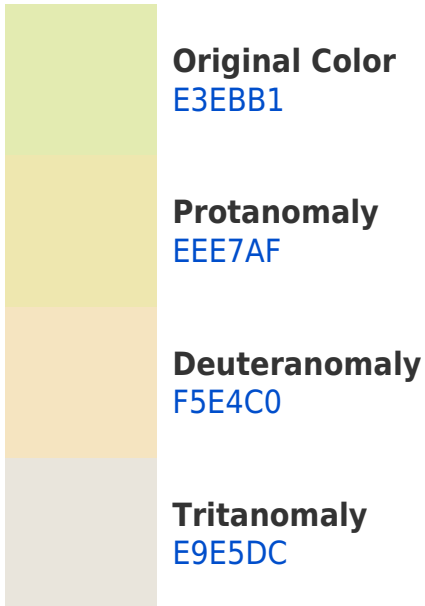 Original Color
E3EBB1
Protanomaly
EEE7AF
Deuteranomaly
F5E4C0
Tritanomaly
E9E5DC